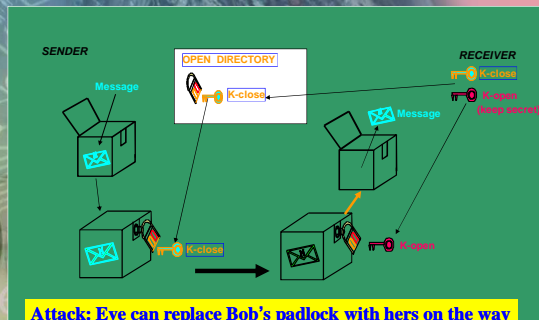 SENDER
OPEN DIRECTORY
RECEIVER
K-close
K-close
K-open
(keep secret)
Message
Message
K-close
K-open
Attack: Eve can replace Bob's padlock with hers on the way